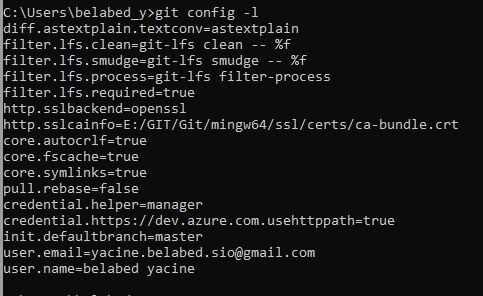 C:\Users\belabed_y>git config -l
diff.astextplain.textconv=astextplain
filter.lfs.clean=git-lfs clean -- %f
filter.lfs.smudge=git-lfs smudge -- %f
filter.lfs.process=git-lfs filter-process
filter.lfs.required=true
http.sslbackend=openssl
http.sslcainfo=E:/GIT/Git/mingw64/ssl/certs/ca-bundle.crt
core.autocrlf=true
core.fscache=true
core.symlinks=true
pull.rebase=false
credential.helper=manager
credential.https://dev.azure.com.usehttppath=true
init.defaultbranch=master
user.email=yacine.belabed.sio@gmail.com
user.name=belabed yacine